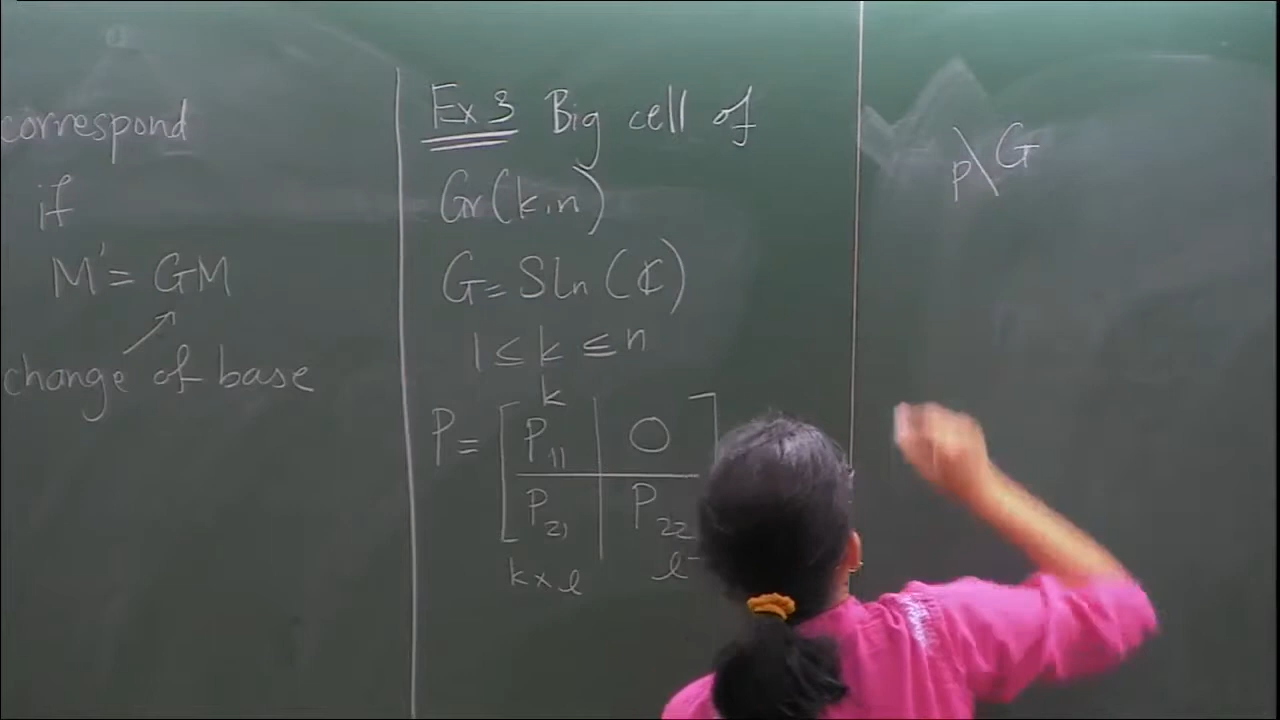 correspond
if
M' = GM
change of base
Ex 3 Big cell of
Gr(k,n)
G = Sln (ℂ)
1 ≤ k ≤ n
k
P = [ P₁₁ | 0 ]
[ P₂₁ | P₂₂
k × l l
P\G